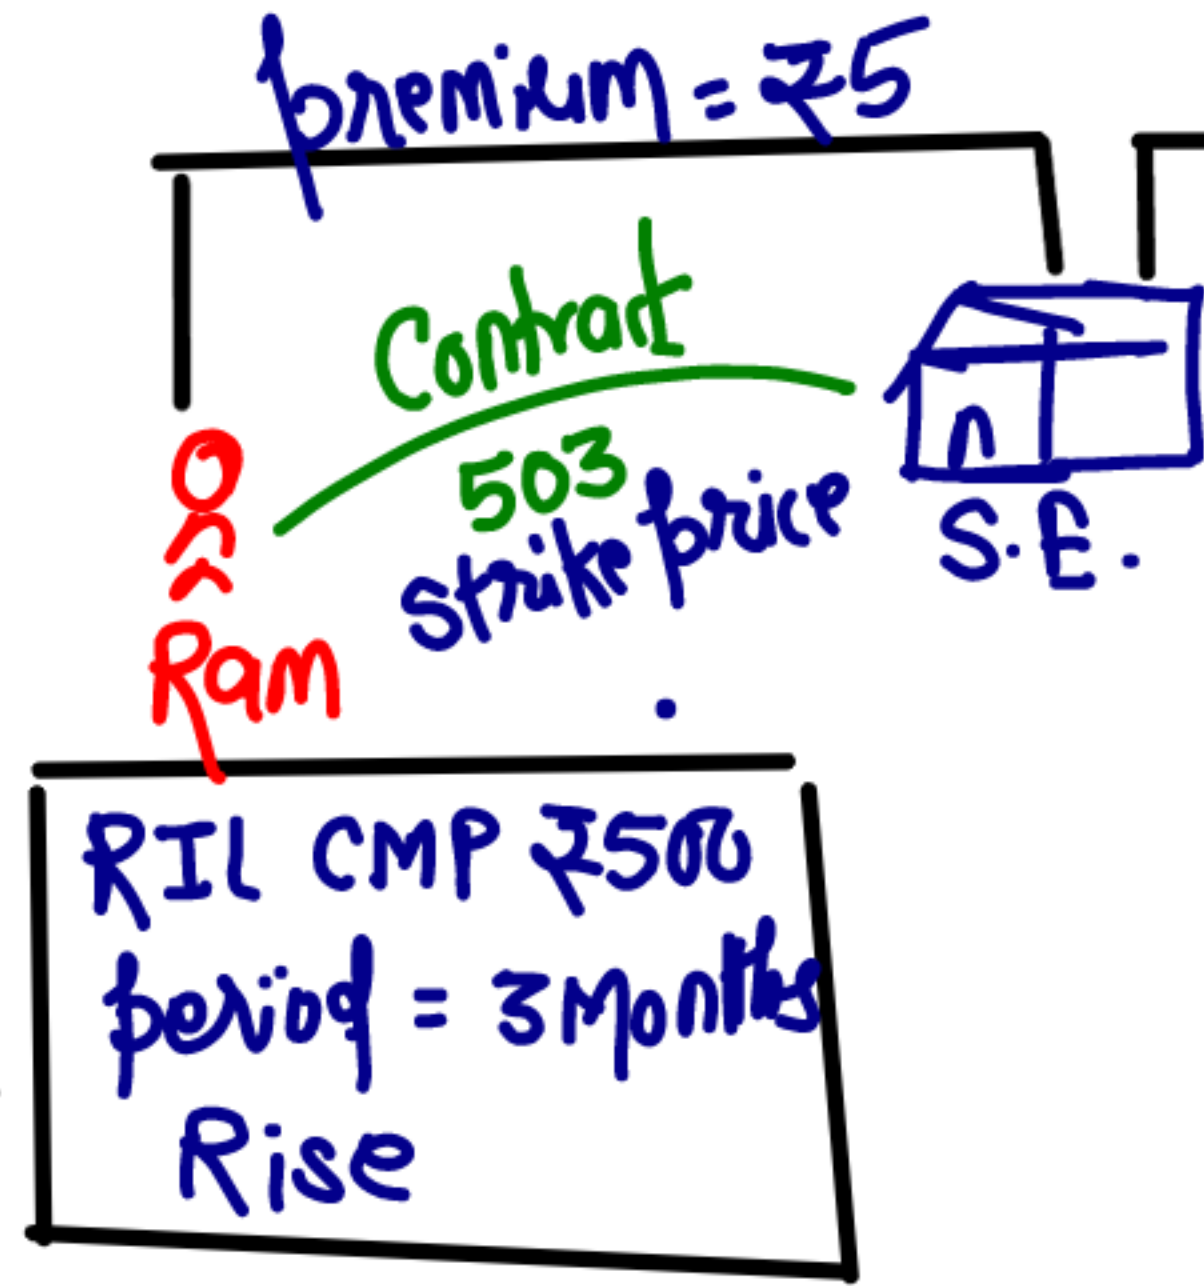 premium = ₹5
Contract
503
strike price
S.E.
Ram
RIL CMP ₹500
period = 3 Months
Rise